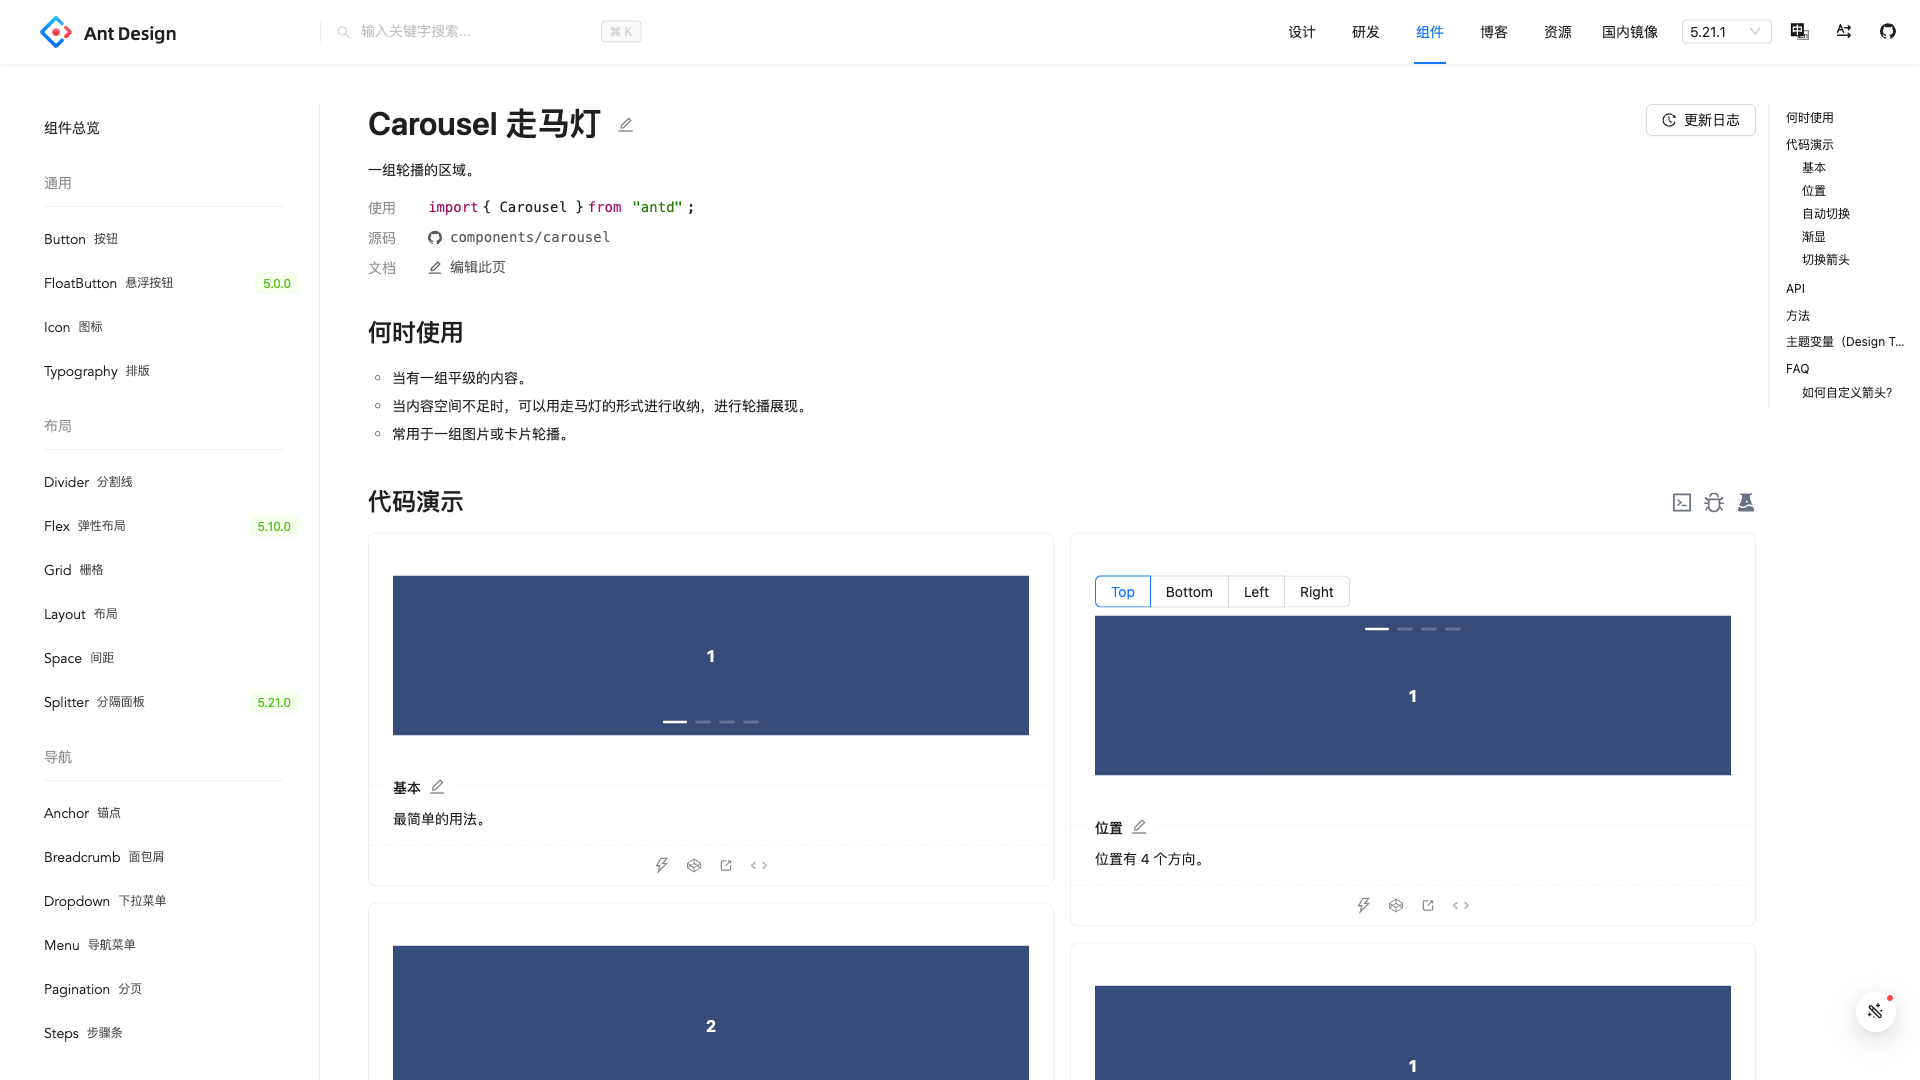 Ant Design
输入关键字搜索...
⌘ K
设计
研发
组件
博客
资源
国内镜像
5.21.1
组件总览
通用
Button 按钮
FloatButton 悬浮按钮 5.0.0
Icon 图标
Typography 排版
布局
Divider 分割线
Flex 弹性布局 5.10.0
Grid 栅格
Layout 布局
Space 间距
Splitter 分隔面板 5.21.0
导航
Anchor 锚点
Breadcrumb 面包屑
Dropdown 下拉菜单
Menu 导航菜单
Pagination 分页
Steps 步骤条
Carousel 走马灯
更新日志
一组轮播的区域。
使用 import { Carousel } from "antd";
源码 components/carousel
文档 编辑此页
何时使用
当有一组平级的内容。
当内容空间不足时，可以用走马灯的形式进行收纳，进行轮播展现。
常用于一组图片或卡片轮播。
代码演示
1
基本
最简单的用法。
2
Top Bottom Left Right
1
位置
位置有 4 个方向。
1
何时使用
代码演示
基本
位置
自动切换
渐显
切换箭头
API
方法
主题变量（Design T...
FAQ
如何自定义箭头？